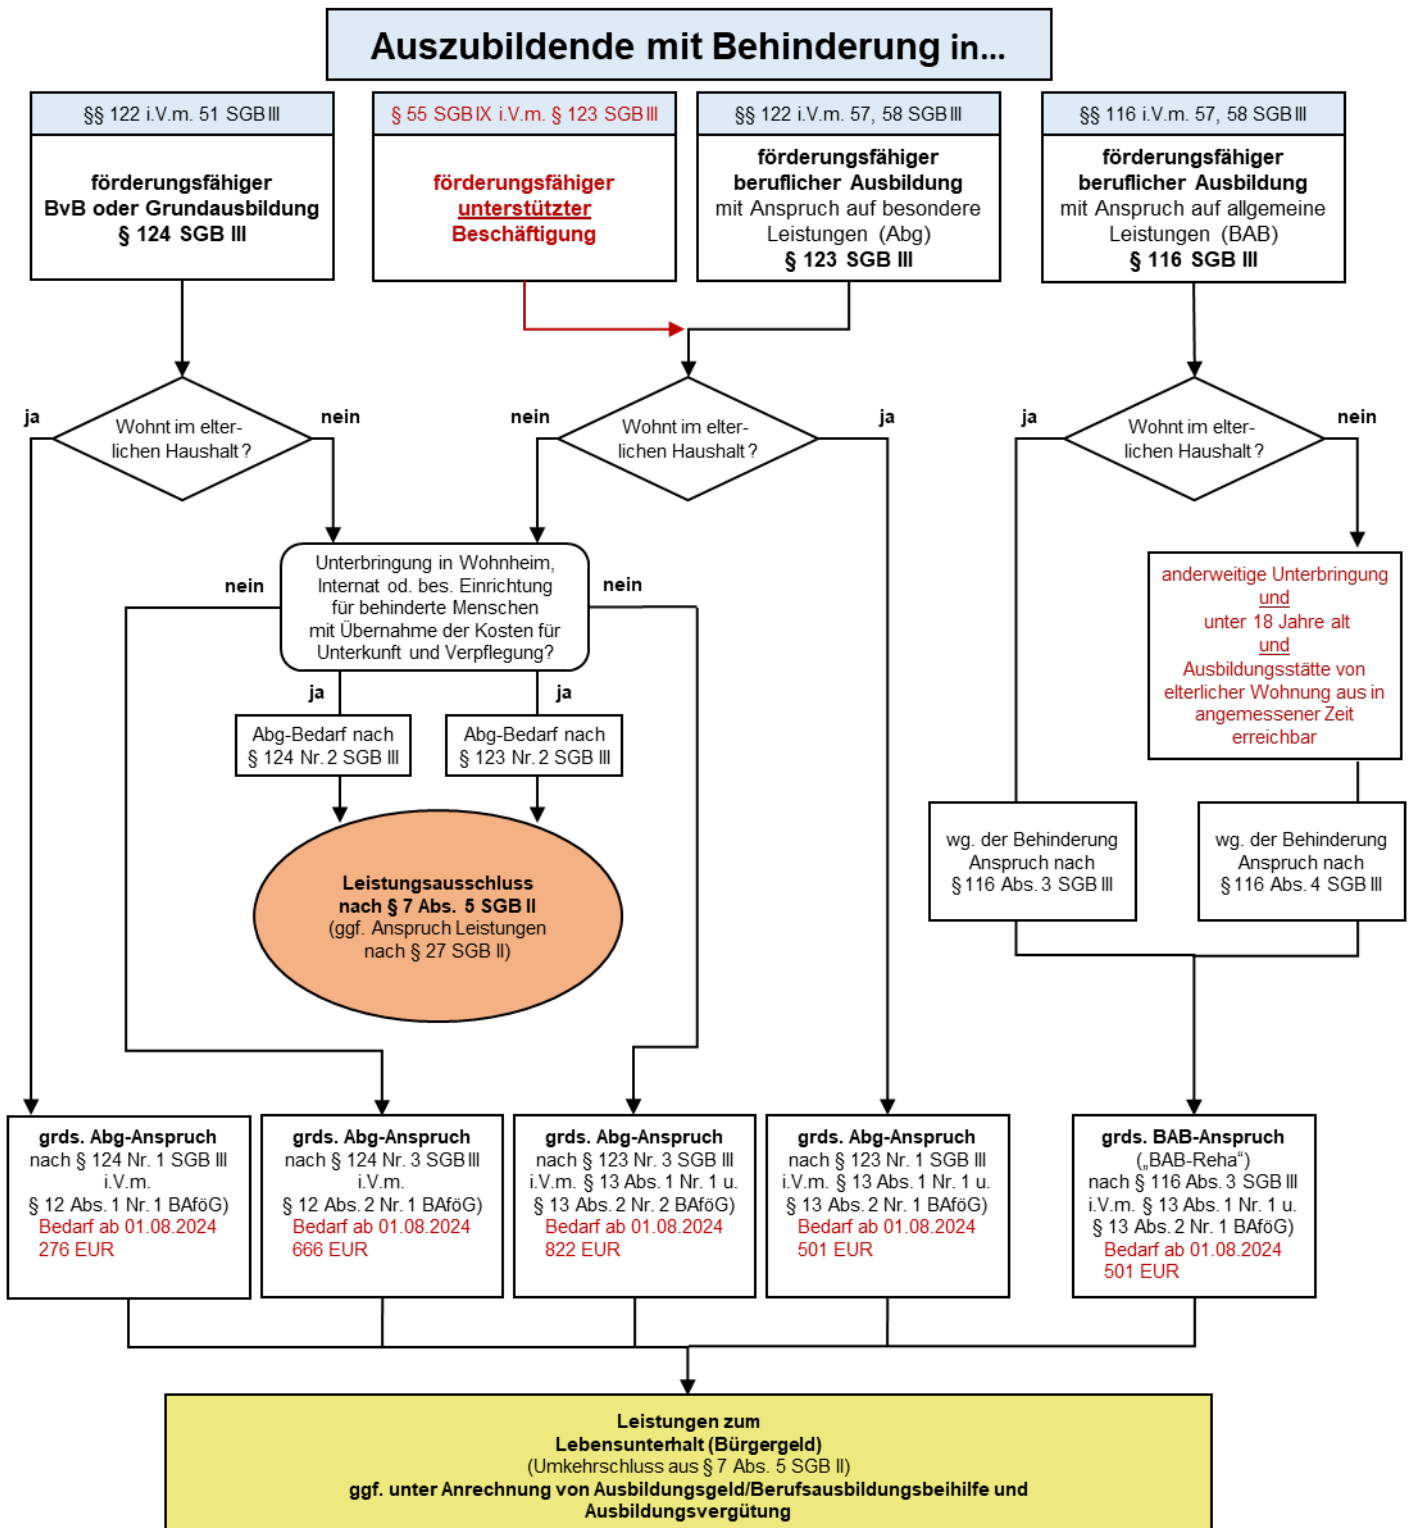 Auszubildende mit Behinderung in...
§§ 122 i.V.m. 51 SGB III
förderungsfähiger
BvB oder Grundausbildung
§ 124 SGB III
§ 55 SGB IX i.V.m. § 123 SGB III
förderungsfähiger
unterstützter
Beschäftigung
§§ 122 i.V.m. 57, 58 SGB III
förderungsfähiger
beruflicher Ausbildung
mit Anspruch auf besondere
Leistungen (Abg)
§ 123 SGB III
§§ 116 i.V.m. 57, 58 SGB III
förderungsfähiger
beruflicher Ausbildung
mit Anspruch auf allgemeine
Leistungen (BAB)
§ 116 SGB III
ja
Wohnt im elter-
lichen Haushalt?
nein
nein
Wohnt im elter-
lichen Haushalt?
ja
ja
Wohnt im elter-
lichen Haushalt?
nein
nein
Unterbringung in Wohnheim,
Internat od. bes. Einrichtung
für behinderte Menschen
mit Übernahme der Kosten für
Unterkunft und Verpflegung?
nein
anderweitige Unterbringung
und
unter 18 Jahre alt
und
Ausbildungsstätte von
elterlicher Wohnung aus in
angemessener Zeit
erreichbar
ja
ja
Abg-Bedarf nach
§ 124 Nr. 2 SGB III
Abg-Bedarf nach
§ 123 Nr. 2 SGB III
wg. der Behinderung
Anspruch nach
§ 116 Abs. 3 SGB III
wg. der Behinderung
Anspruch nach
§ 116 Abs. 4 SGB III
Leistungsausschluss
nach § 7 Abs. 5 SGB II
(ggf. Anspruch Leistungen
nach § 27 SGB II)
grds. Abg-Anspruch
nach § 124 Nr. 1 SGB III
i.V.m.
§ 12 Abs. 1 Nr. 1 BAföG)
Bedarf ab 01.08.2024
276 EUR
grds. Abg-Anspruch
nach § 124 Nr. 3 SGB III
i.V.m.
§ 12 Abs. 2 Nr. 1 BAföG)
Bedarf ab 01.08.2024
666 EUR
grds. Abg-Anspruch
nach § 123 Nr. 3 SGB III
i.V.m. § 13 Abs. 1 Nr. 1 u.
§ 13 Abs. 2 Nr. 2 BAföG)
Bedarf ab 01.08.2024
822 EUR
grds. Abg-Anspruch
nach § 123 Nr. 1 SGB III
i.V.m. § 13 Abs. 1 Nr. 1 u.
§ 13 Abs. 2 Nr. 1 BAföG)
Bedarf ab 01.08.2024
501 EUR
grds. BAB-Anspruch
(„BAB-Reha“)
nach § 116 Abs. 3 SGB III
i.V.m. § 13 Abs. 1 Nr. 1 u.
§ 13 Abs. 2 Nr. 1 BAföG)
Bedarf ab 01.08.2024
501 EUR
Leistungen zum
Lebensunterhalt (Bürgergeld)
(Umkehrschluss aus § 7 Abs. 5 SGB II)
ggf. unter Anrechnung von Ausbildungsgeld/Berufsausbildungsbeihilfe und
Ausbildungsvergütung